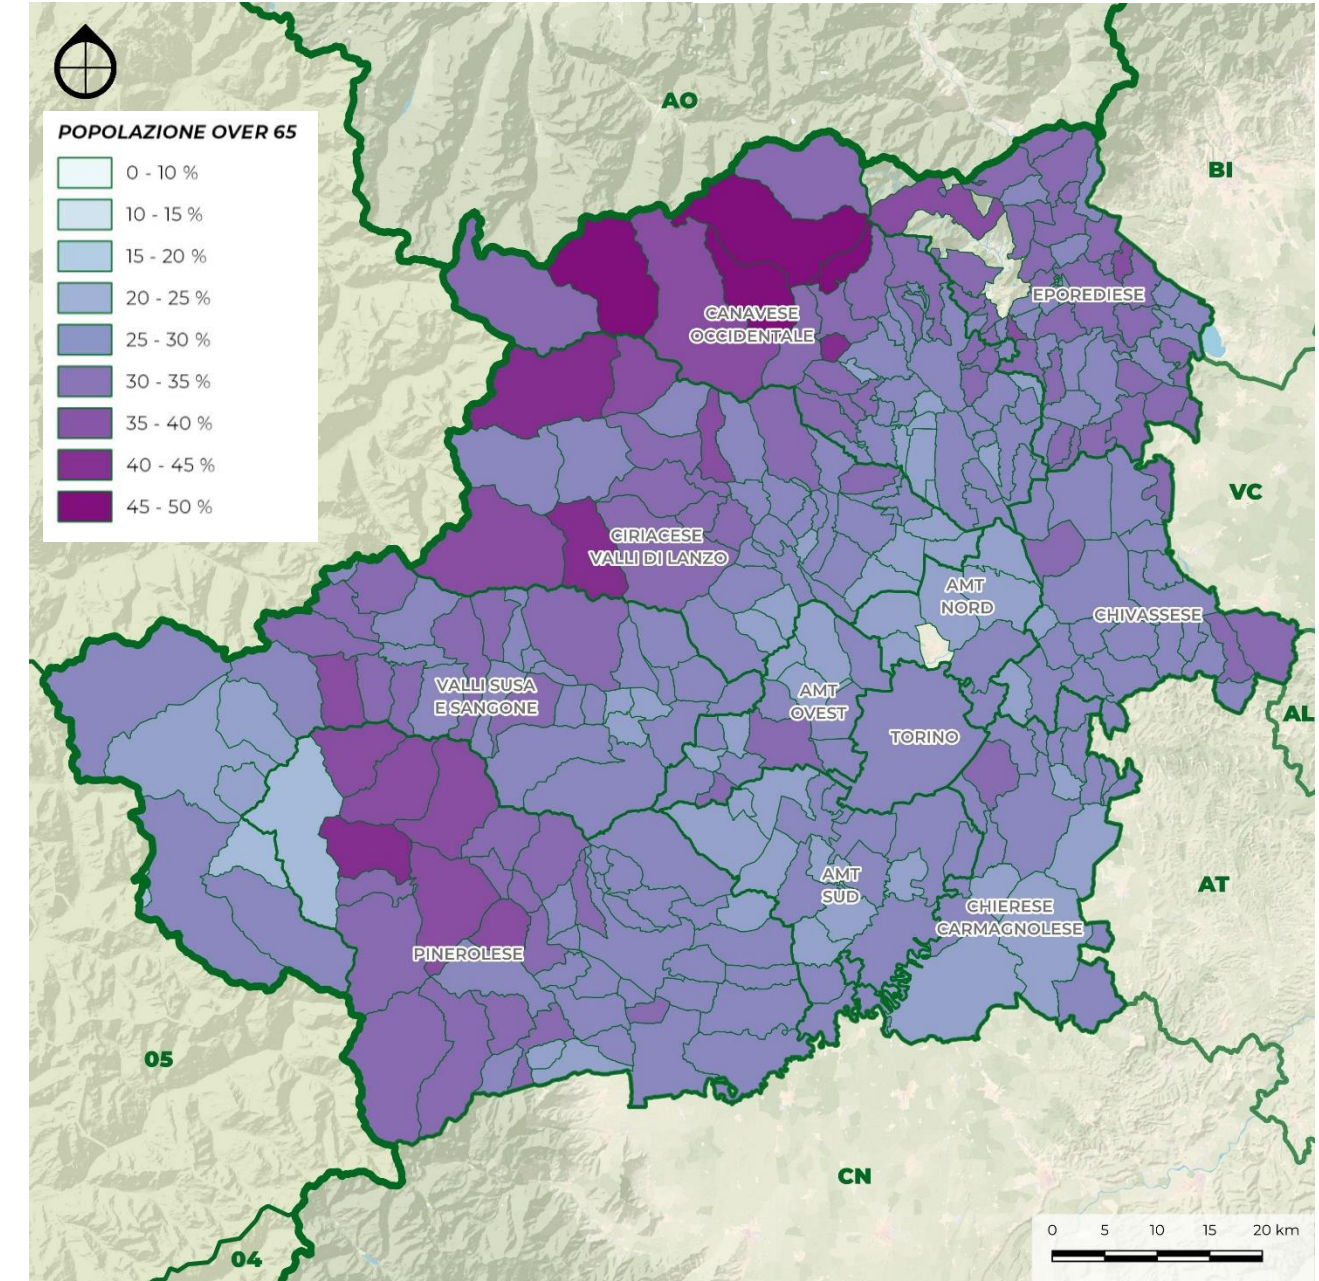 AO
POPOLAZIONE OVER 65
0 - 10 %
10 - 15 %
15 - 20 %
20 - 25 %
25 - 30 %
30 - 35 %
35 - 40 %
40 - 45 %
45 - 50 %
BI
EPOREDIESE
CANAVESE
OCCIDENTALE
VC
CIRIACESE
VALLI DI LANZO
AMT
NORD
CHIVASSESE
VALLI SUSA
E SANGONE
AMT
OVEST
AL
TORINO
AMT
SUD
AT
CHIERESE
CARMAGNOLESE
PINEROLESE
05
CN
04
0 5 10 15 20 km